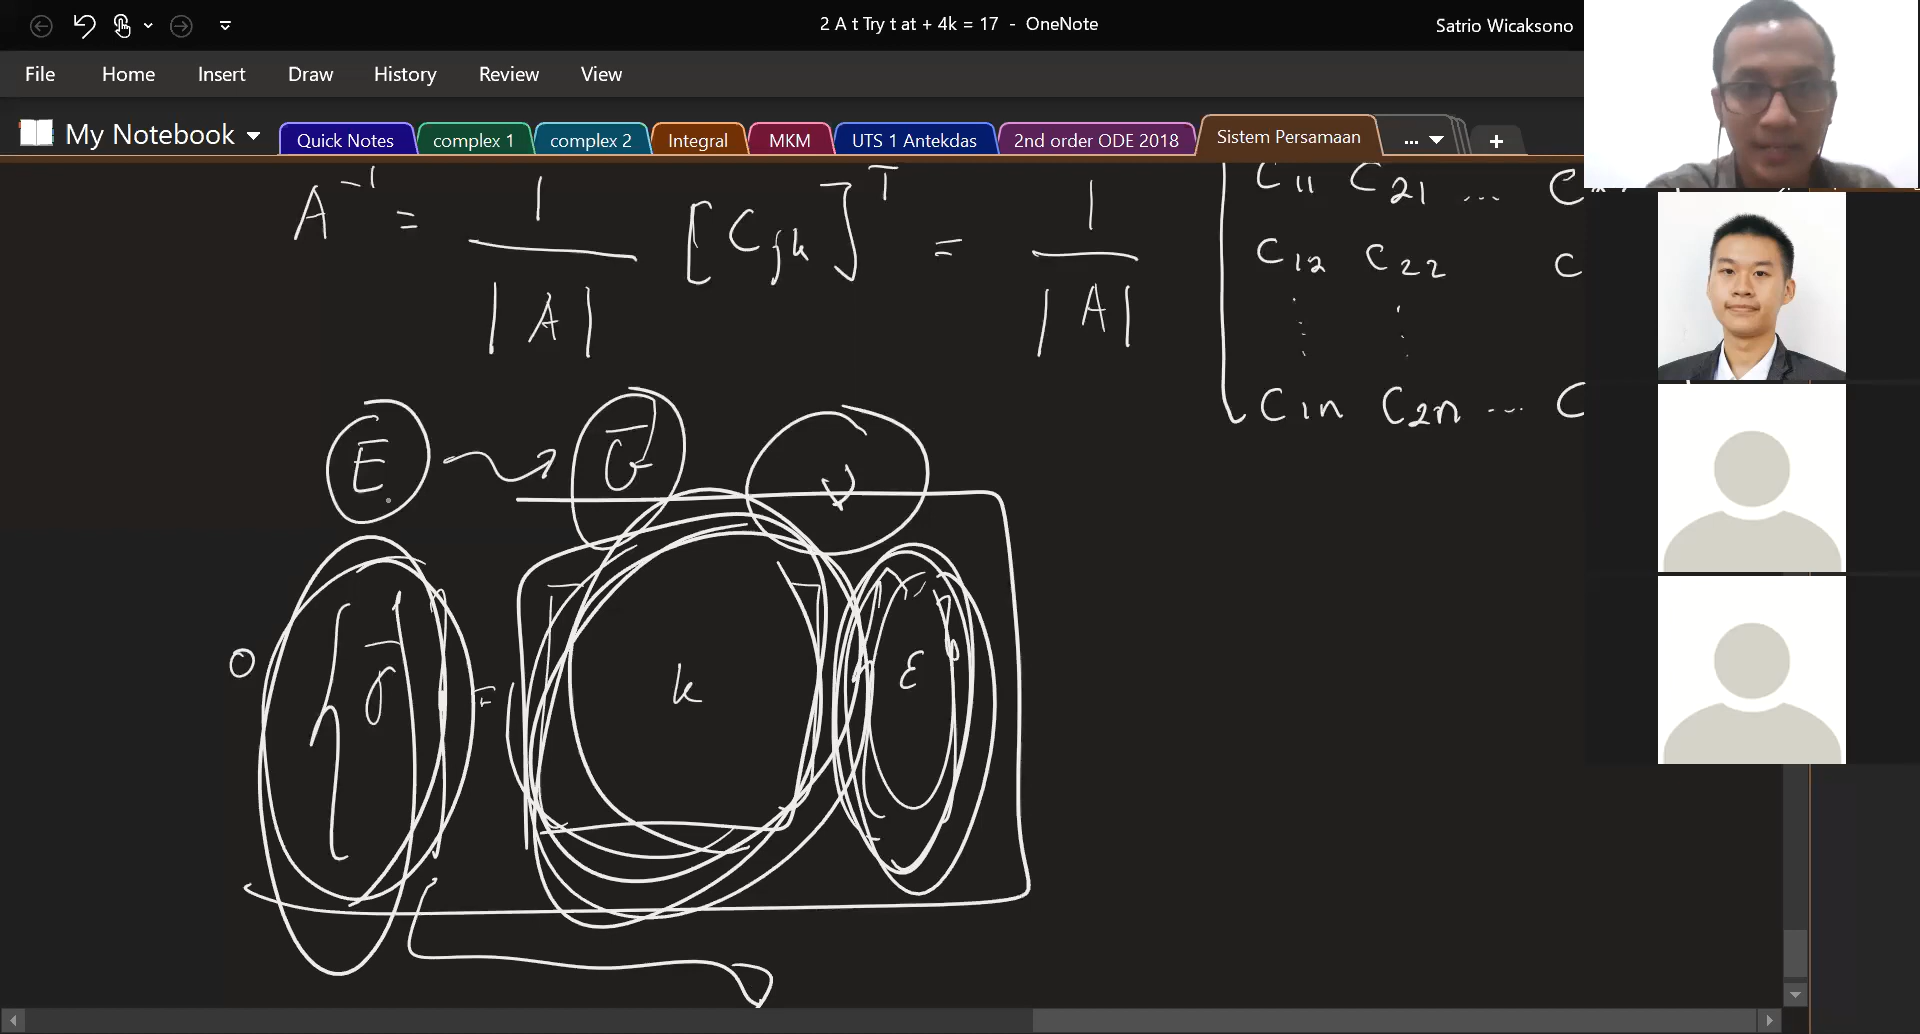 2 A t Try t at + 4k = 17 - OneNote
Satrio Wicaksono
File Home Insert Draw History Review View
My Notebook
Quick Notes complex 1 complex 2 Integral MKM UTS 1 Antekdas 2nd order ODE 2018 Sistem Persamaan ... +
A⁻¹ = 1 / |A| [C_jk]^T = 1 / |A| [
C₁₁ C₂₁ ...
C₁₂ C₂₂ C
⋮ ⋮
C₁ₙ C₂ₙ ... C
E
σ
ν
0 { σ } = [ k ] { ε }